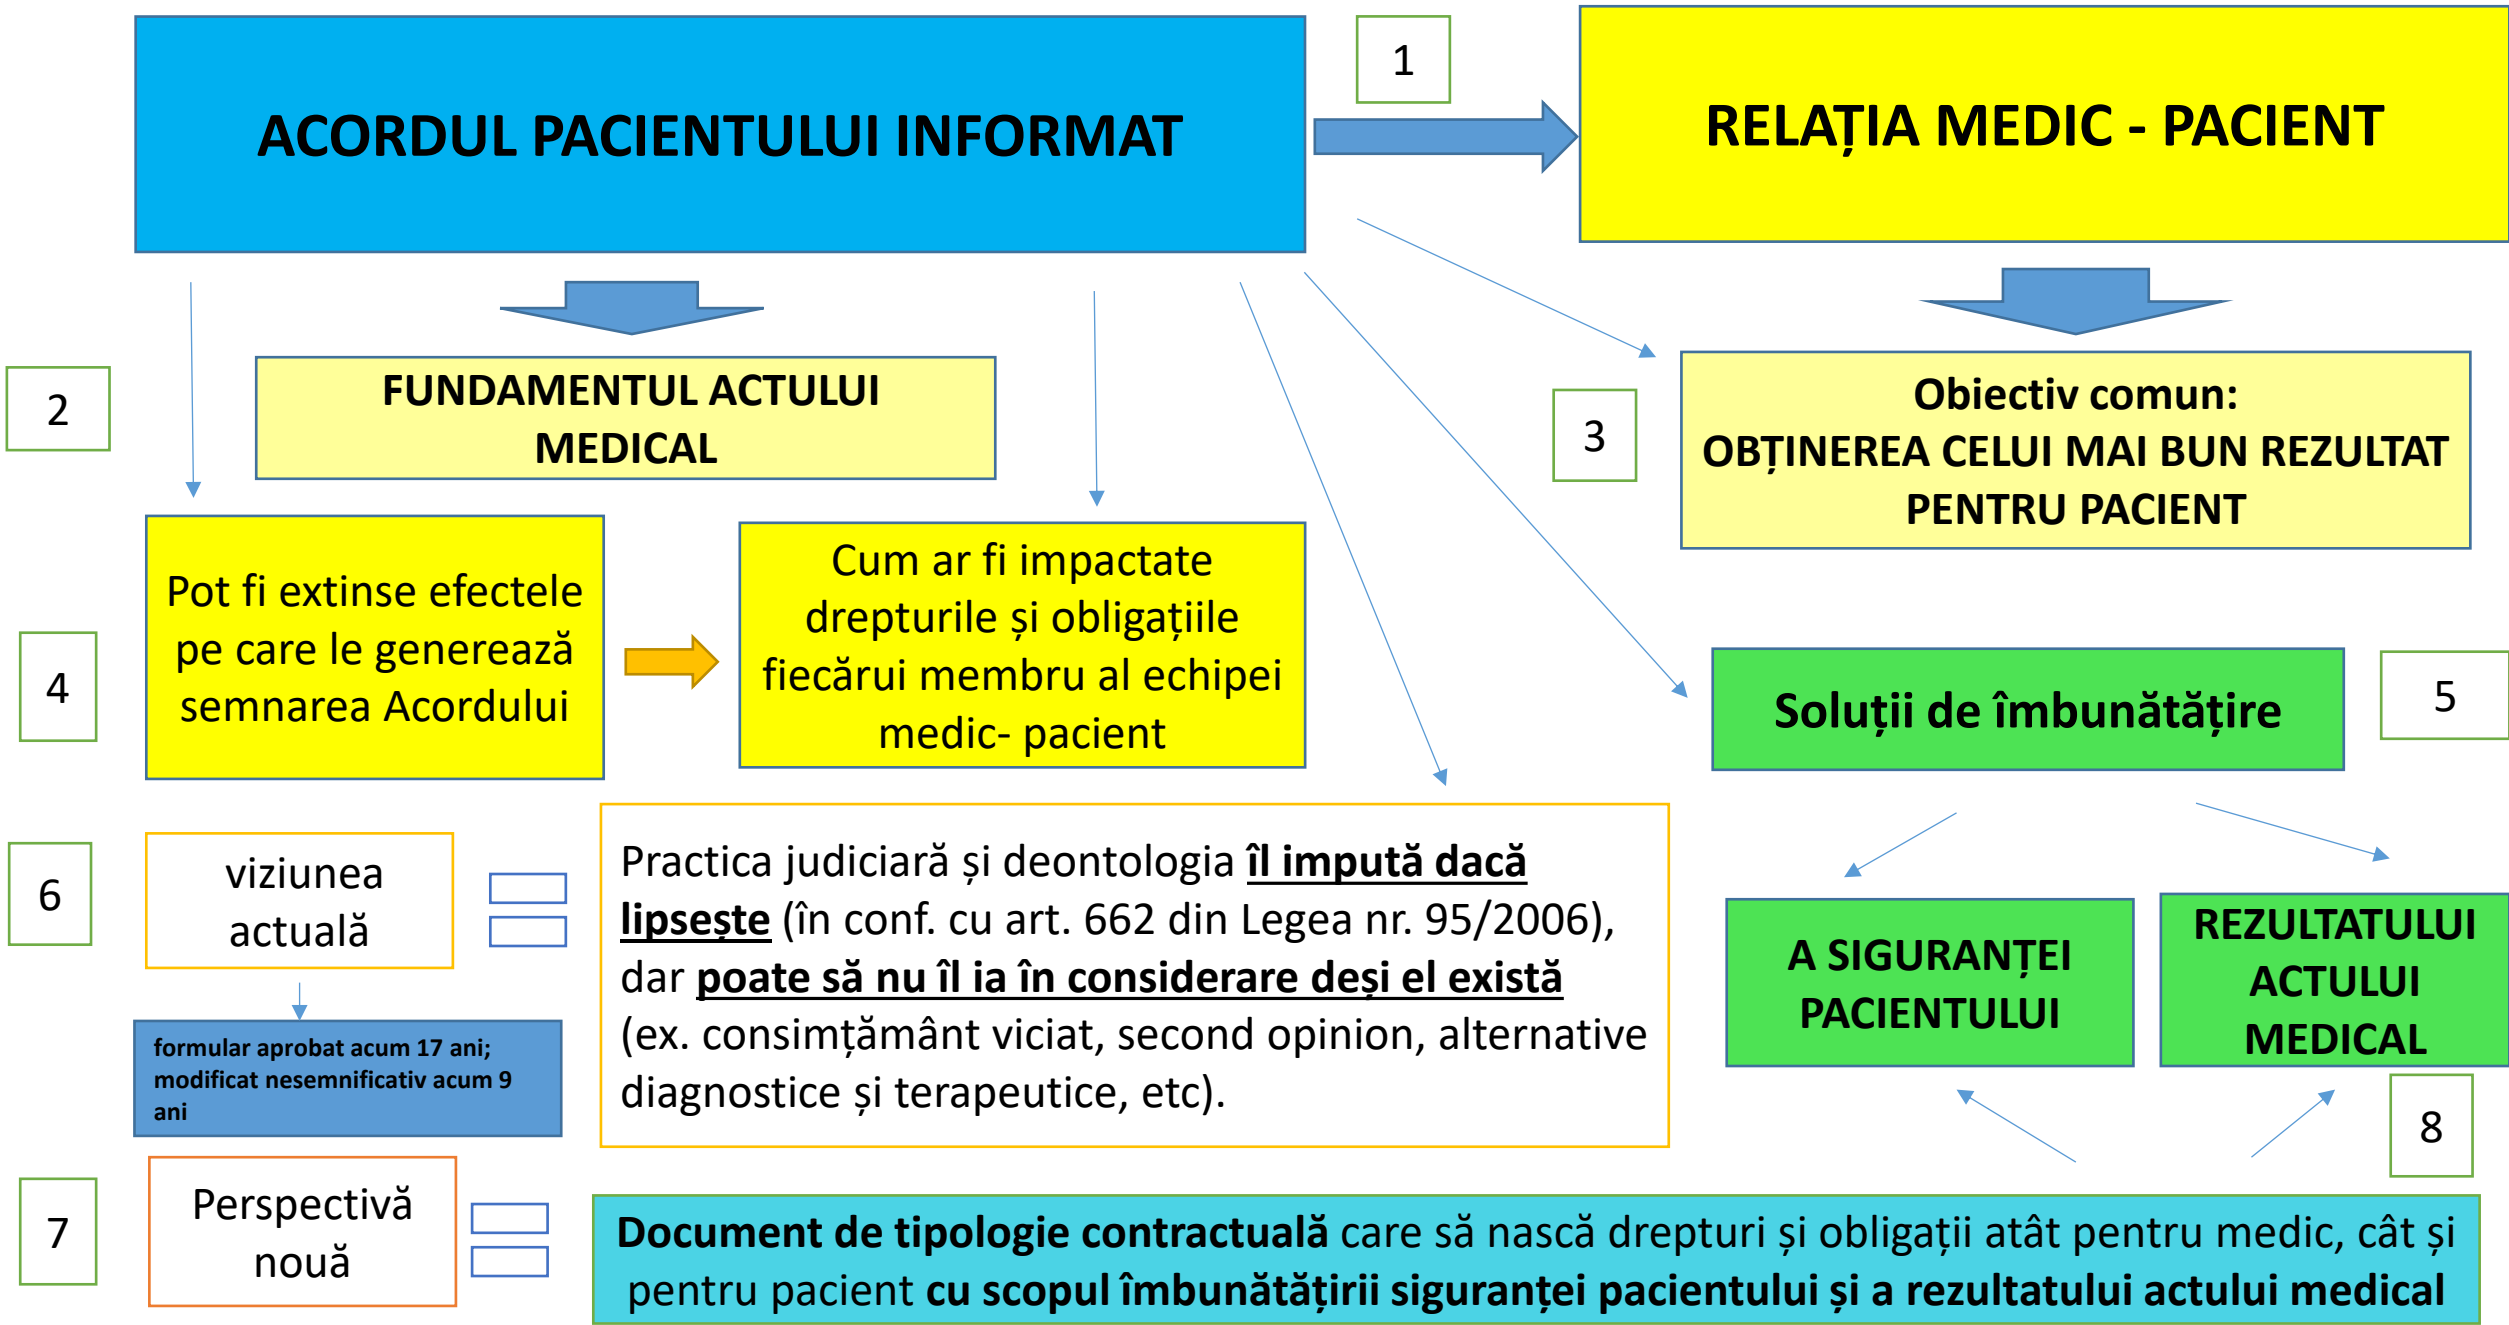 1
ACORDUL PACIENTULUI INFORMAT
RELAȚIA MEDIC - PACIENT
2
FUNDAMENTUL ACTULUI
MEDICAL
3
Obiectiv comun:
OBȚINEREA CELUI MAI BUN REZULTAT
PENTRU PACIENT
4
Pot fi extinse efectele
pe care le generează
semnarea Acordului
Cum ar fi impactate
drepturile și obligațiile
fiecărui membru al echipei
medic- pacient
Soluții de îmbunătățire
5
6
viziunea
actuală
Practica judiciară și deontologia îl impută dacă
lipsește (în conf. cu art. 662 din Legea nr. 95/2006),
dar poate să nu îl ia în considerare deși el există
(ex. consimțământ viciat, second opinion, alternative
diagnostice și terapeutice, etc).
A SIGURANȚEI
PACIENTULUI
REZULTATULUI
ACTULUI
MEDICAL
formular aprobat acum 17 ani;
modificat nesemnificativ acum 9
ani
8
7
Perspectivă
nouă
Document de tipologie contractuală care să nască drepturi și obligații atât pentru medic, cât și
pentru pacient cu scopul îmbunătățirii siguranței pacientului și a rezultatului actului medical